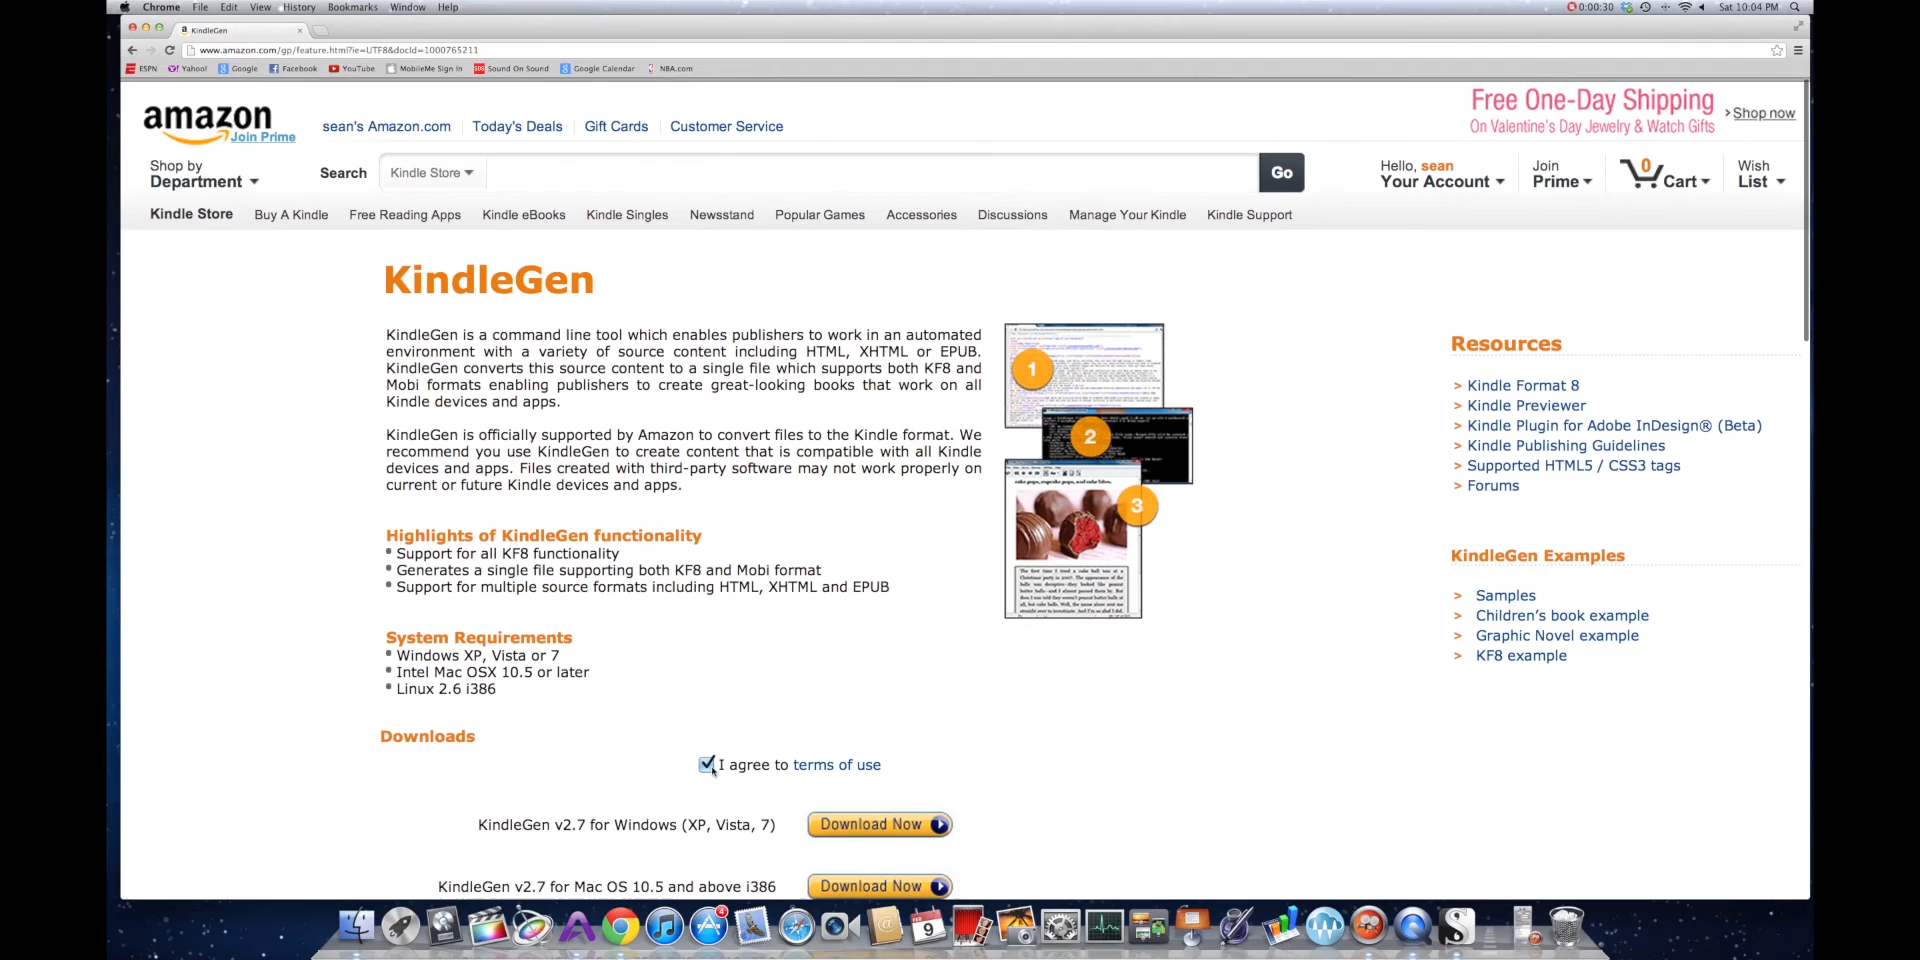 Chrome File Edit View History Bookmarks Window Help 0:00:30 Sat 10:04 PM
KindleGen
www.amazon.com/gp/feature.html?ie=UTF8&docId=1000765211
ESPN Yahoo! Google Facebook YouTube MobileMe Sign In Sound On Sound Google Calendar NBA.com
amazon
Join Prime
sean's Amazon.com Today's Deals Gift Cards Customer Service
Free One-Day Shipping
On Valentine's Day Jewelry & Watch Gifts
Shop now
Shop by
Department
Search Kindle Store Go
Hello, sean
Your Account
Join
Prime
0
Cart
Wish
List
Kindle Store Buy A Kindle Free Reading Apps Kindle eBooks Kindle Singles Newsstand Popular Games Accessories Discussions Manage Your Kindle Kindle Support
KindleGen
KindleGen is a command line tool which enables publishers to work in an automated
environment with a variety of source content including HTML, XHTML or EPUB.
KindleGen converts this source content to a single file which supports both KF8 and
Mobi formats enabling publishers to create great-looking books that work on all
Kindle devices and apps.
KindleGen is officially supported by Amazon to convert files to the Kindle format. We
recommend you use KindleGen to create content that is compatible with all Kindle
devices and apps. Files created with third-party software may not work properly on
current or future Kindle devices and apps.
Highlights of KindleGen functionality
Support for all KF8 functionality
Generates a single file supporting both KF8 and Mobi format
Support for multiple source formats including HTML, XHTML and EPUB
System Requirements
Windows XP, Vista or 7
Intel Mac OSX 10.5 or later
Linux 2.6 i386
Downloads
I agree to terms of use
KindleGen v2.7 for Windows (XP, Vista, 7) Download Now
KindleGen v2.7 for Mac OS 10.5 and above i386 Download Now
1
2
3
cake pops, cupcake pops, and cake bites.
Resources
> Kindle Format 8
> Kindle Previewer
> Kindle Plugin for Adobe InDesign® (Beta)
> Kindle Publishing Guidelines
> Supported HTML5 / CSS3 tags
> Forums
KindleGen Examples
> Samples
> Children's book example
> Graphic Novel example
> KF8 example
4
FEB
9